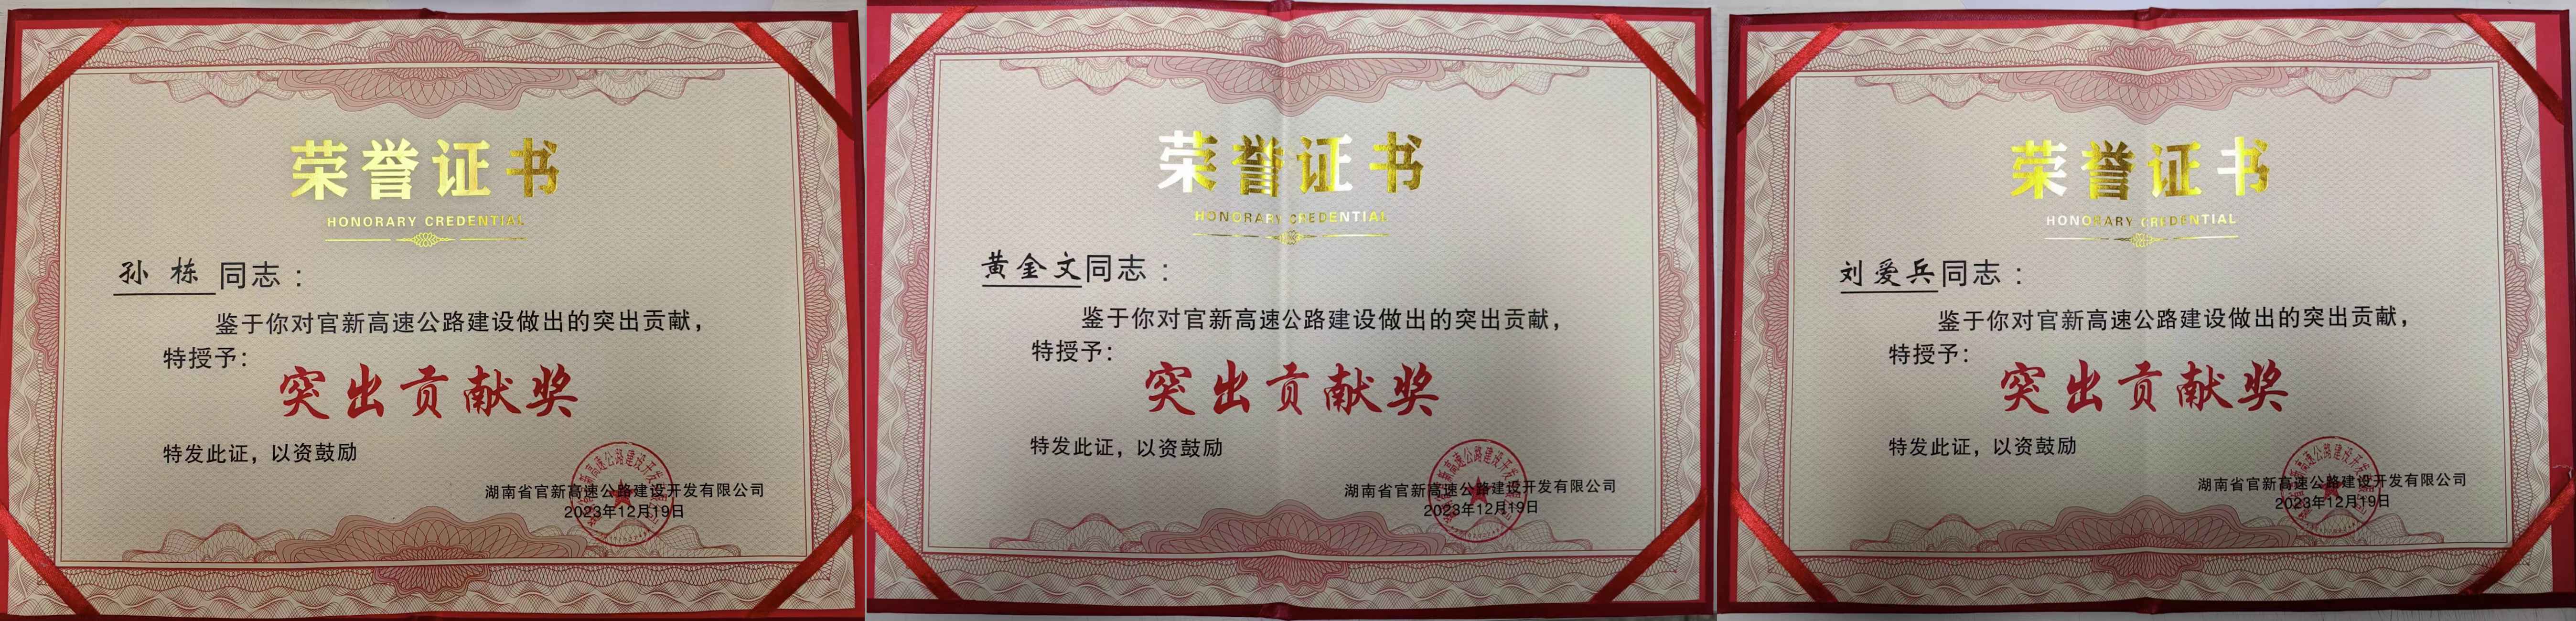 荣誉证书
HONORARY CREDENTIAL
孙 栋 同志：
鉴于你对官新高速公路建设做出的突出贡献，
特授予：
突出贡献奖
特发此证，以资鼓励
湖南省官新高速公路建设开发有限公司
2023年12月19日
荣誉证书
HONORARY CREDENTIAL
黄金文同志：
鉴于你对官新高速公路建设做出的突出贡献，
特授予：
突出贡献奖
特发此证，以资鼓励
湖南省官新高速公路建设开发有限公司
2023年12月19日
荣誉证书
HONORARY CREDENTIAL
刘爱兵同志：
鉴于你对官新高速公路建设做出的突出贡献，
特授予：
突出贡献奖
特发此证，以资鼓励
湖南省官新高速公路建设开发有限公司
2023年12月19日